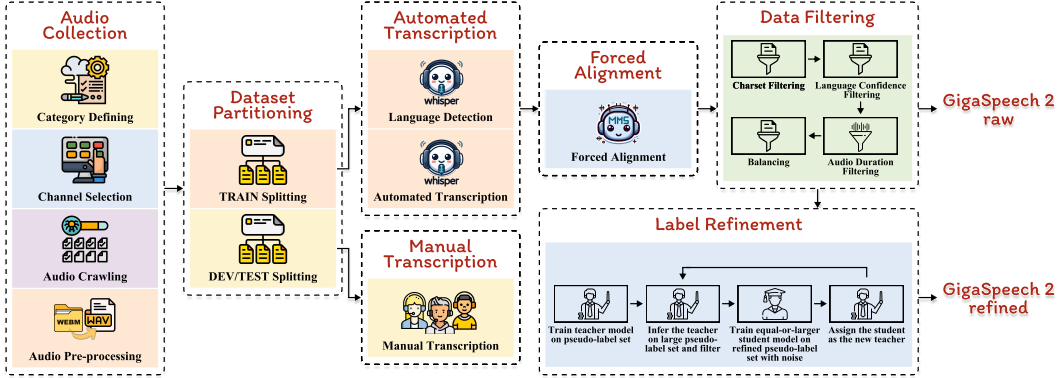 Audio
Collection
Category Defining
Channel Selection
Audio Crawling
WEBM
WAV
Audio Pre-processing
Dataset
Partitioning
TRAIN Splitting
DEV/TEST Splitting
Automated
Transcription
whisper
Language Detection
whisper
Automated Transcription
Manual
Transcription
Manual Transcription
Forced
Alignment
MMS
Forced Alignment
Data Filtering
Charset Filtering
Language Confidence
Filtering
Balancing
Audio Duration
Filtering
GigaSpeech 2
raw
Label Refinement
Train teacher model
on pseudo-label set
Infer the teacher
on large pseudo-
label set and filter
Train equal-or-larger
student model on
refined pseudo-label
set with noise
Assign the student
as the new teacher
GigaSpeech 2
refined